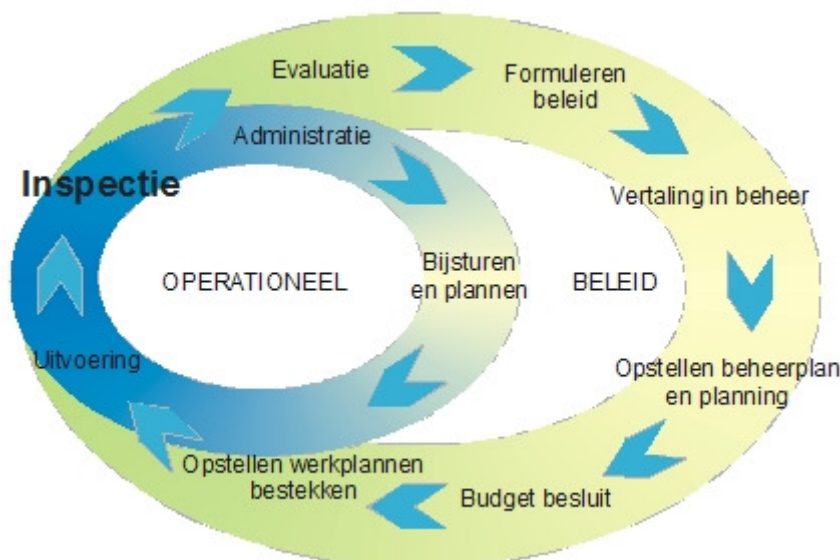 Evaluatie
Formuleren
beleid
Administratie
Inspectie
Vertaling in beheer
OPERATIONEEL
Bijsturen
en plannen
BELEID
Uitvoering
Opstellen beheerplan
en planning
Opstellen werkplannen
bestekken
Budget besluit